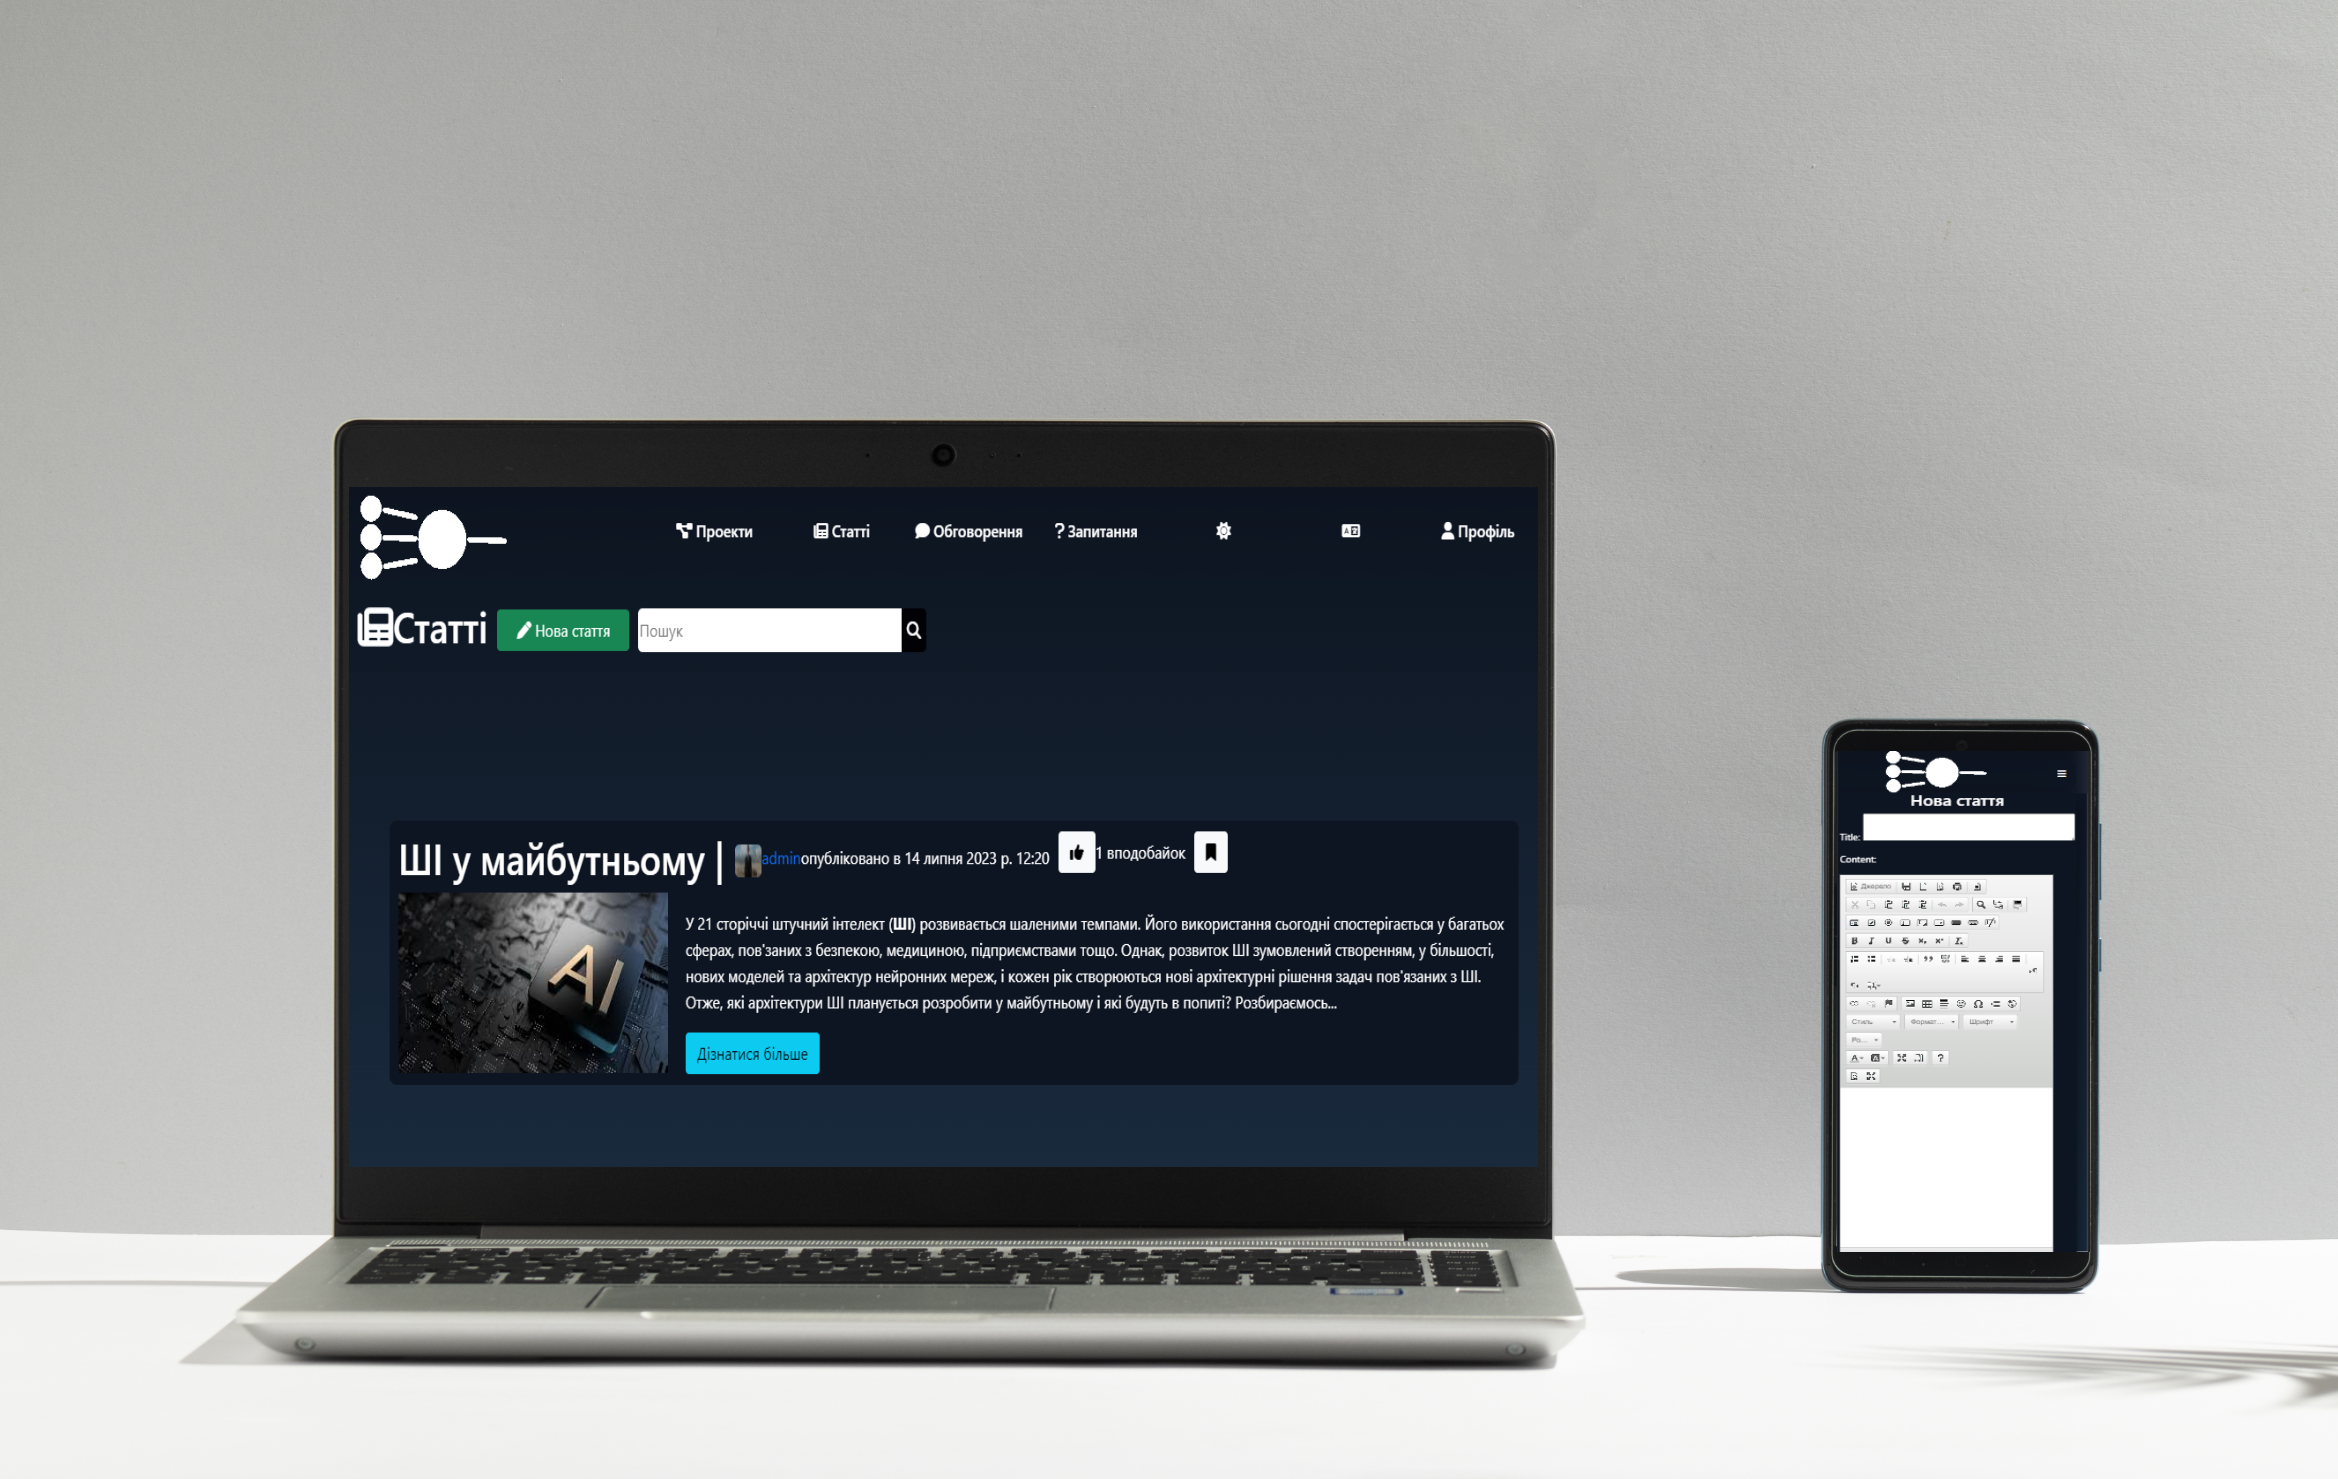 Проекти Статті Обговорення ? Запитання Профіль
Статті Нова стаття Пошук
ШІ у майбутньому | adminопубліковано в 14 липня 2023 р. 12:20 1 вподобайок
AI
У 21 сторіччі штучний інтелект (ШІ) розвивається шаленими темпами. Його використання сьогодні спостерігається у багатьох
сферах, пов'заних з безпекою, медициною, підприємствами тощо. Однак, розвиток ШІ зумовлений створенням, у більшості,
нових моделей та архітектур нейронних мереж, і кожен рік створюються нові архітектурні рішення задач пов'язаних з ШІ.
Отже, які архітектури ШІ планується розробити у майбутньому і які будуть в попиті? Розбираємось...
Дізнатися більше
Нова стаття
Title:
Content:
Джерело
B I U S
Стиль Формат... Шрифт
Ро...
A A ?